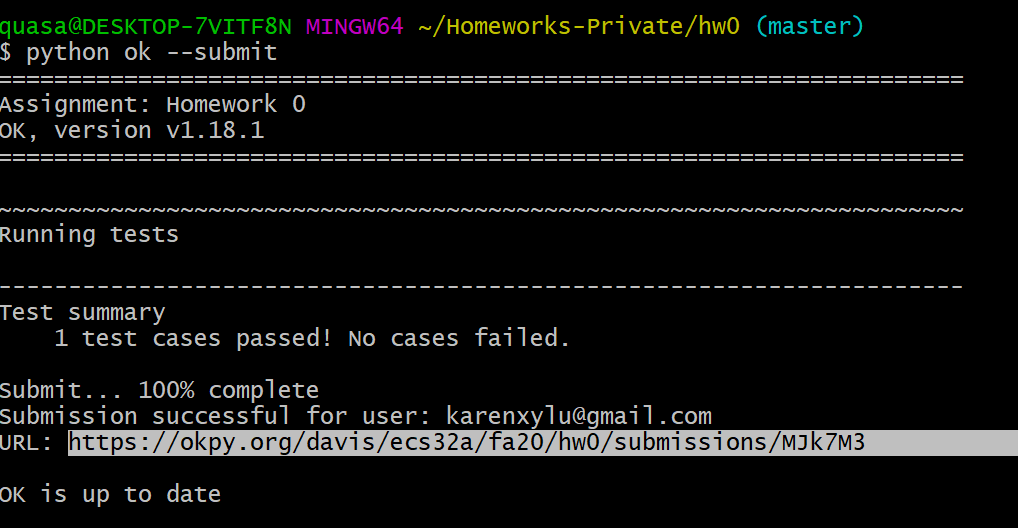 quasa@DESKTOP-7VITF8N MINGW64 ~/Homeworks-Private/hw0 (master)
$ python ok --submit
=====================================================================
Assignment: Homework 0
OK, version v1.18.1
=====================================================================
~~~~~~~~~~~~~~~~~~~~~~~~~~~~~~~~~~~~~~~~~~~~~~~~~~~~~~~~~~~~~~~~~~~~~
Running tests
---------------------------------------------------------------------
Test summary
    1 test cases passed! No cases failed.
Submit... 100% complete
Submission successful for user: karenxylu@gmail.com
URL: https://okpy.org/davis/ecs32a/fa20/hw0/submissions/MJk7M3
OK is up to date